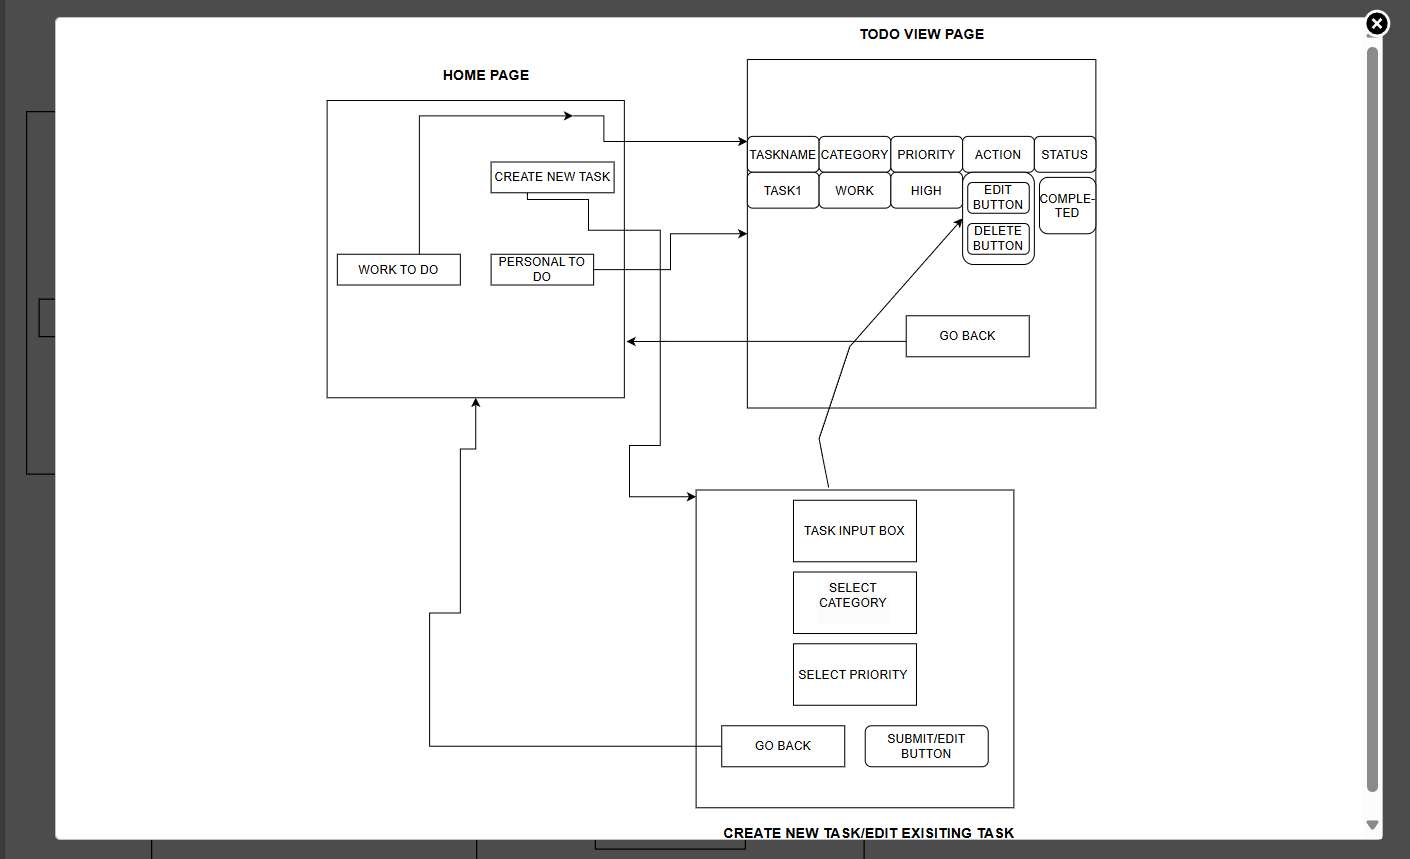 TODO VIEW PAGE
HOME PAGE
TASKNAME CATEGORY PRIORITY ACTION STATUS
CREATE NEW TASK
TASK1 WORK HIGH
EDIT
BUTTON
COMPLE-
TED
DELETE
BUTTON
WORK TO DO
PERSONAL TO
DO
GO BACK
TASK INPUT BOX
SELECT
CATEGORY
SELECT PRIORITY
GO BACK
SUBMIT/EDIT
BUTTON
CREATE NEW TASK/EDIT EXISITING TASK